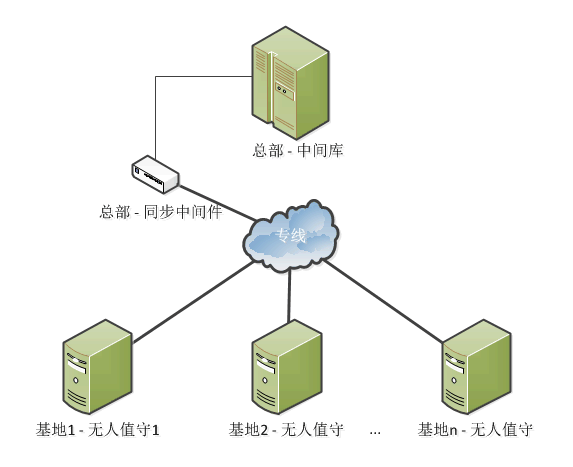 总部 - 中间库
总部 - 同步中间件
专线
基地1 - 无人值守1
基地2 - 无人值守
...
基地n - 无人值守